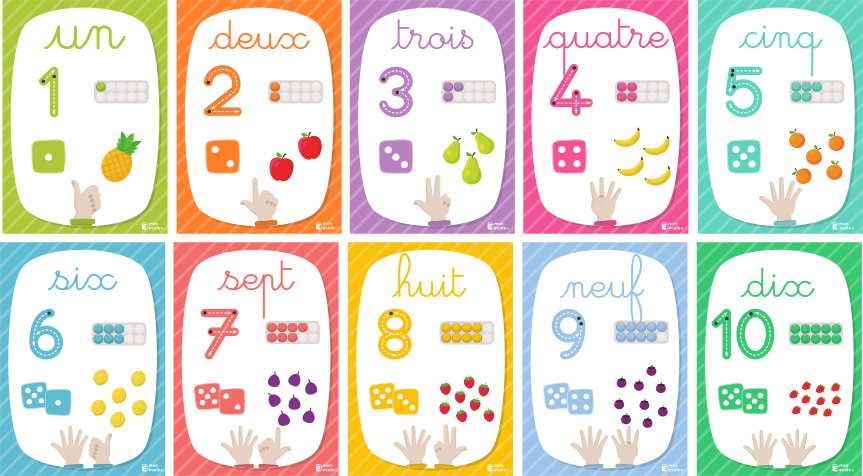 un
1
deux
2
trois
3
quatre
4
cinq
5
six
6
sept
7
huit
8
neuf
9
dix
10